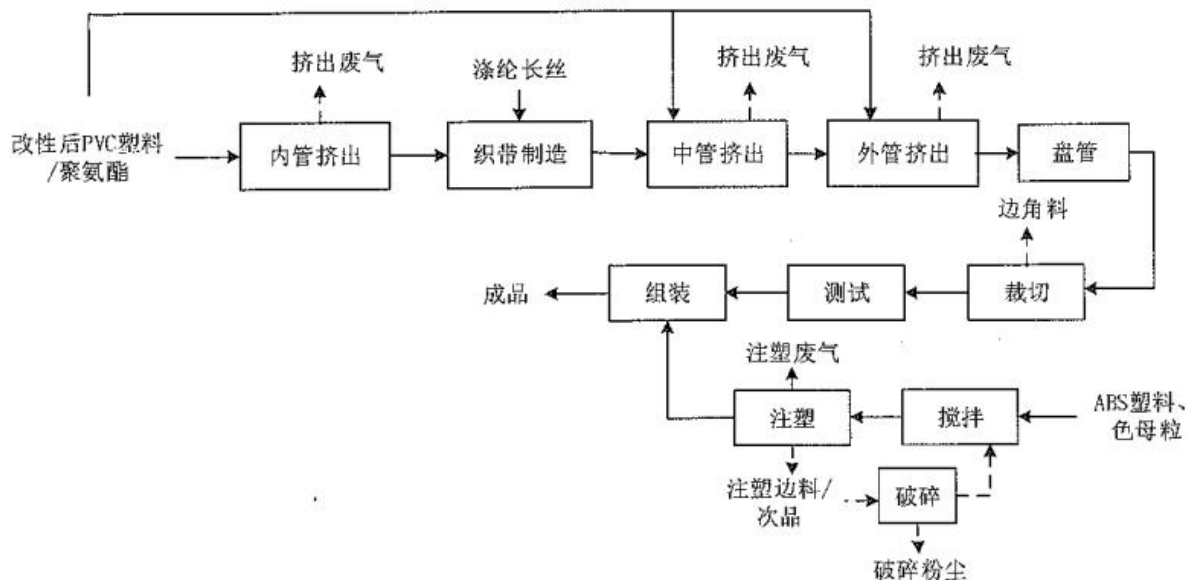 挤出废气
涤纶长丝
挤出废气
挤出废气
改性后PVC塑料
/聚氨酯
内管挤出
织带制造
中管挤出
外管挤出
盘管
边角料
成品
组装
测试
裁切
注塑废气
注塑
搅拌
ABS塑料、
色母粒
注塑边料/
次品
破碎
破碎粉尘